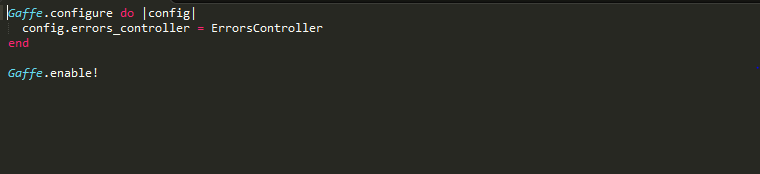 Gaffe.configure do |config|
  config.errors_controller = ErrorsController
end

Gaffe.enable!